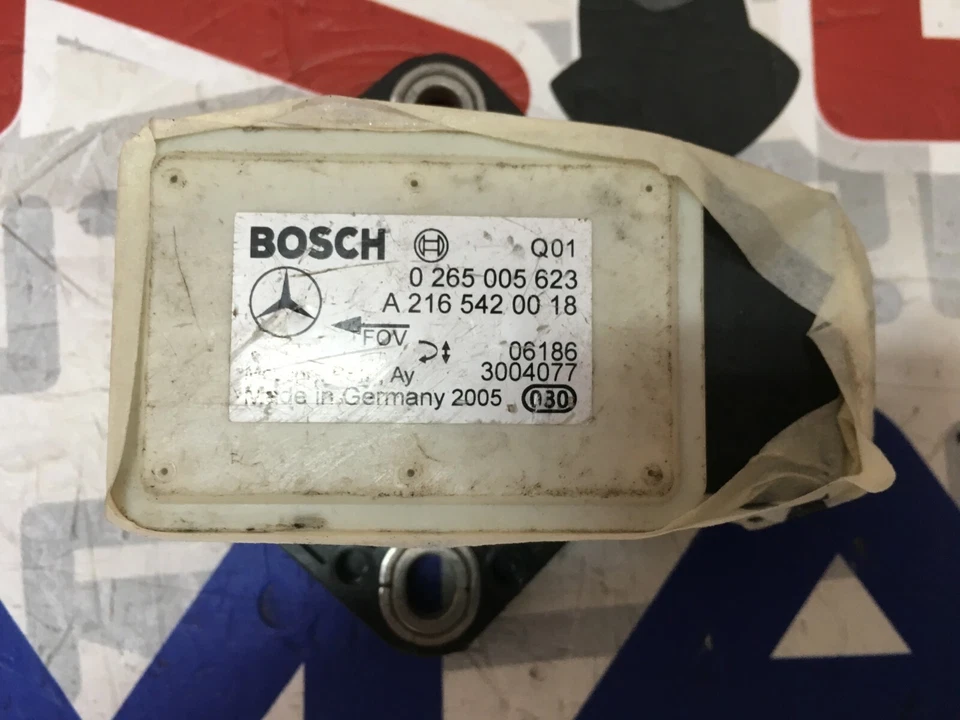 BOSCH Q01
0 265 005 623
A 216 542 00 18
FOV
06186
Ay 3004077
Made in Germany 2005 030